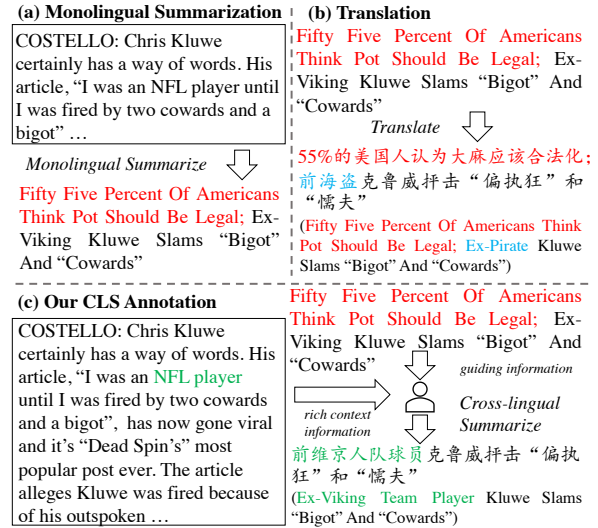 (a) Monolingual Summarization
COSTELLO: Chris Kluwe
certainly has a way of words. His
article, “I was an NFL player until
I was fired by two cowards and a
bigot” …
Monolingual Summarize
Fifty Five Percent Of Americans
Think Pot Should Be Legal; Ex-
Viking Kluwe Slams “Bigot” And
And “Cowards”
(b) Translation
Fifty Five Percent Of Americans
Think Pot Should Be Legal; Ex-
Viking Kluwe Slams “Bigot” And
“Cowards”
Translate
55%的美国人认为大麻应该合法化;
前海盗克鲁威抨击“偏执狂”和
“懦夫”
(Fifty Five Percent Of Americans Think
Pot Should Be Legal; Ex-Pirate Kluwe
Slams “Bigot” And “Cowards”)
(c) Our CLS Annotation
COSTELLO: Chris Kluwe
certainly has a way of words. His
article, “I was an NFL player
until I was fired by two cowards
and a bigot”, has now gone viral
and it’s “Dead Spin’s” most
popular post ever. The article
alleges Kluwe was fired because
of his outspoken …
Fifty Five Percent Of Americans
Think Pot Should Be Legal; Ex-
Viking Kluwe Slams “Bigot” And
“Cowards”
guiding information
rich context
information
Cross-lingual
Summarize
前维京人队球员克鲁威抨击“偏执
狂”和“懦夫”
(Ex-Viking Team Player Kluwe Slams
“Bigot” And “Cowards”)